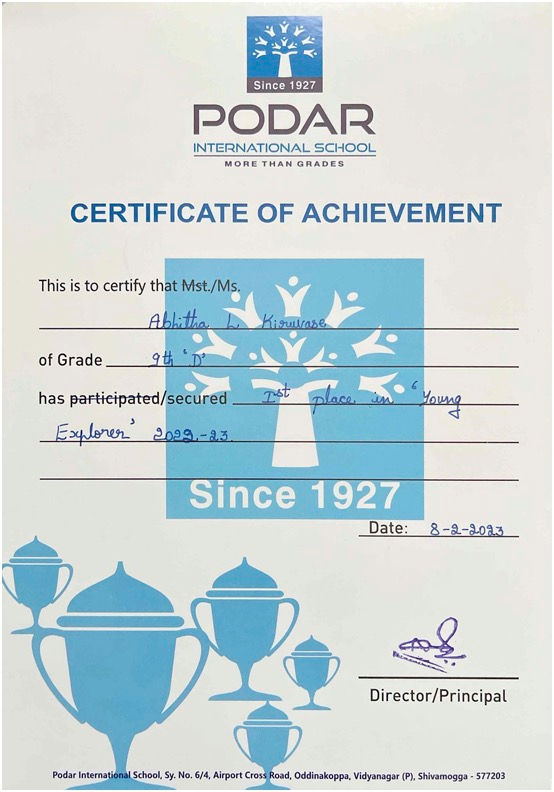 Since 1927
PODAR
INTERNATIONAL SCHOOL
MORE THAN GRADES
CERTIFICATE OF ACHIEVEMENT
This is to certify that Mst./Ms.
Abhitha L
of Grade 9th 'D'
has participated/secured Ist place in 'Young
Explorer' 2022-23.
Since 1927
Date: 8-2-2023
Director/Principal
Podar International School, Sy. No. 6/4, Airport Cross Road, Oddinakoppa, Vidyanagar (P), Shivamogga - 577203